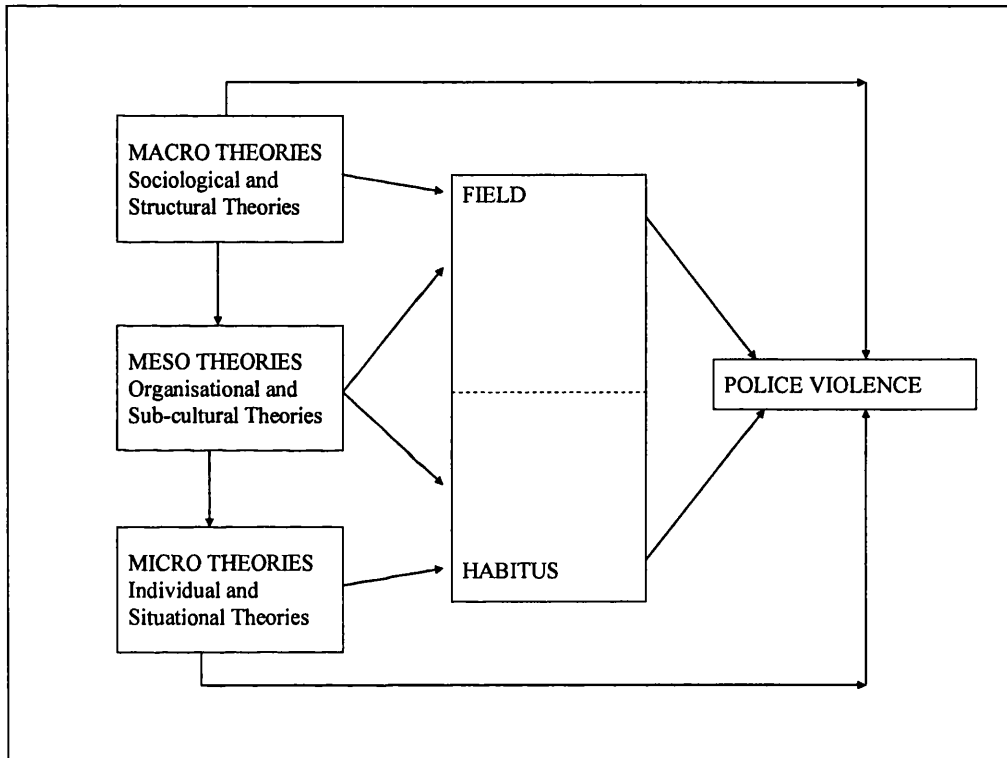 MACRO THEORIES
Sociological and
Structural Theories
FIELD
MESO THEORIES
Organisational and
Sub-cultural Theories
POLICE VIOLENCE
MICRO THEORIES
Individual and
Situational Theories
HABITUS